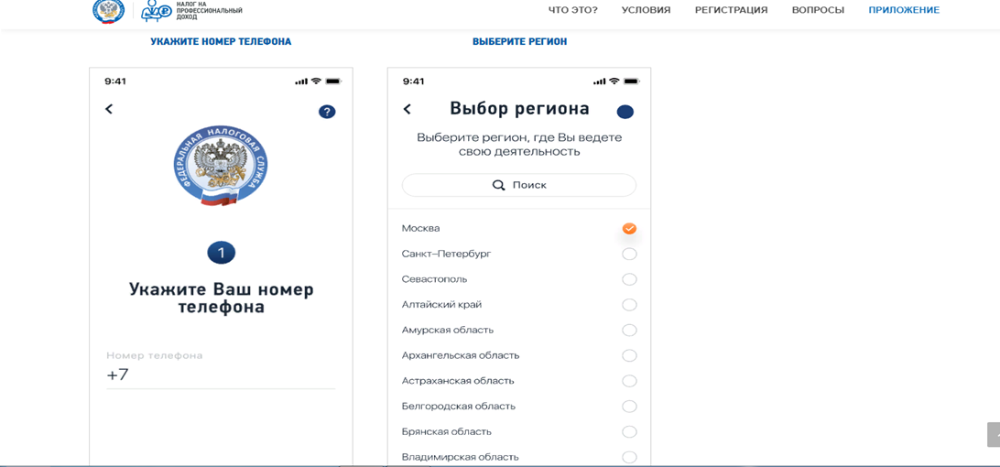 НАЛОГ НА
ПРОФЕССИОНАЛЬНЫЙ
ДОХОД
ЧТО ЭТО? УСЛОВИЯ РЕГИСТРАЦИЯ ВОПРОСЫ ПРИЛОЖЕНИЕ
УКАЖИТЕ НОМЕР ТЕЛЕФОНА
9:41
?
ФЕДЕРАЛЬНАЯ НАЛОГОВАЯ СЛУЖБА
1
Укажите Ваш номер
телефона
Номер телефона
+7
ВЫБЕРИТЕ РЕГИОН
9:41
Выбор региона
Выберите регион, где Вы ведете
свою деятельность
Поиск
Москва
Санкт-Петербург
Севастополь
Алтайский край
Амурская область
Архангельская область
Астраханская область
Белгородская область
Брянская область
Владимирская область